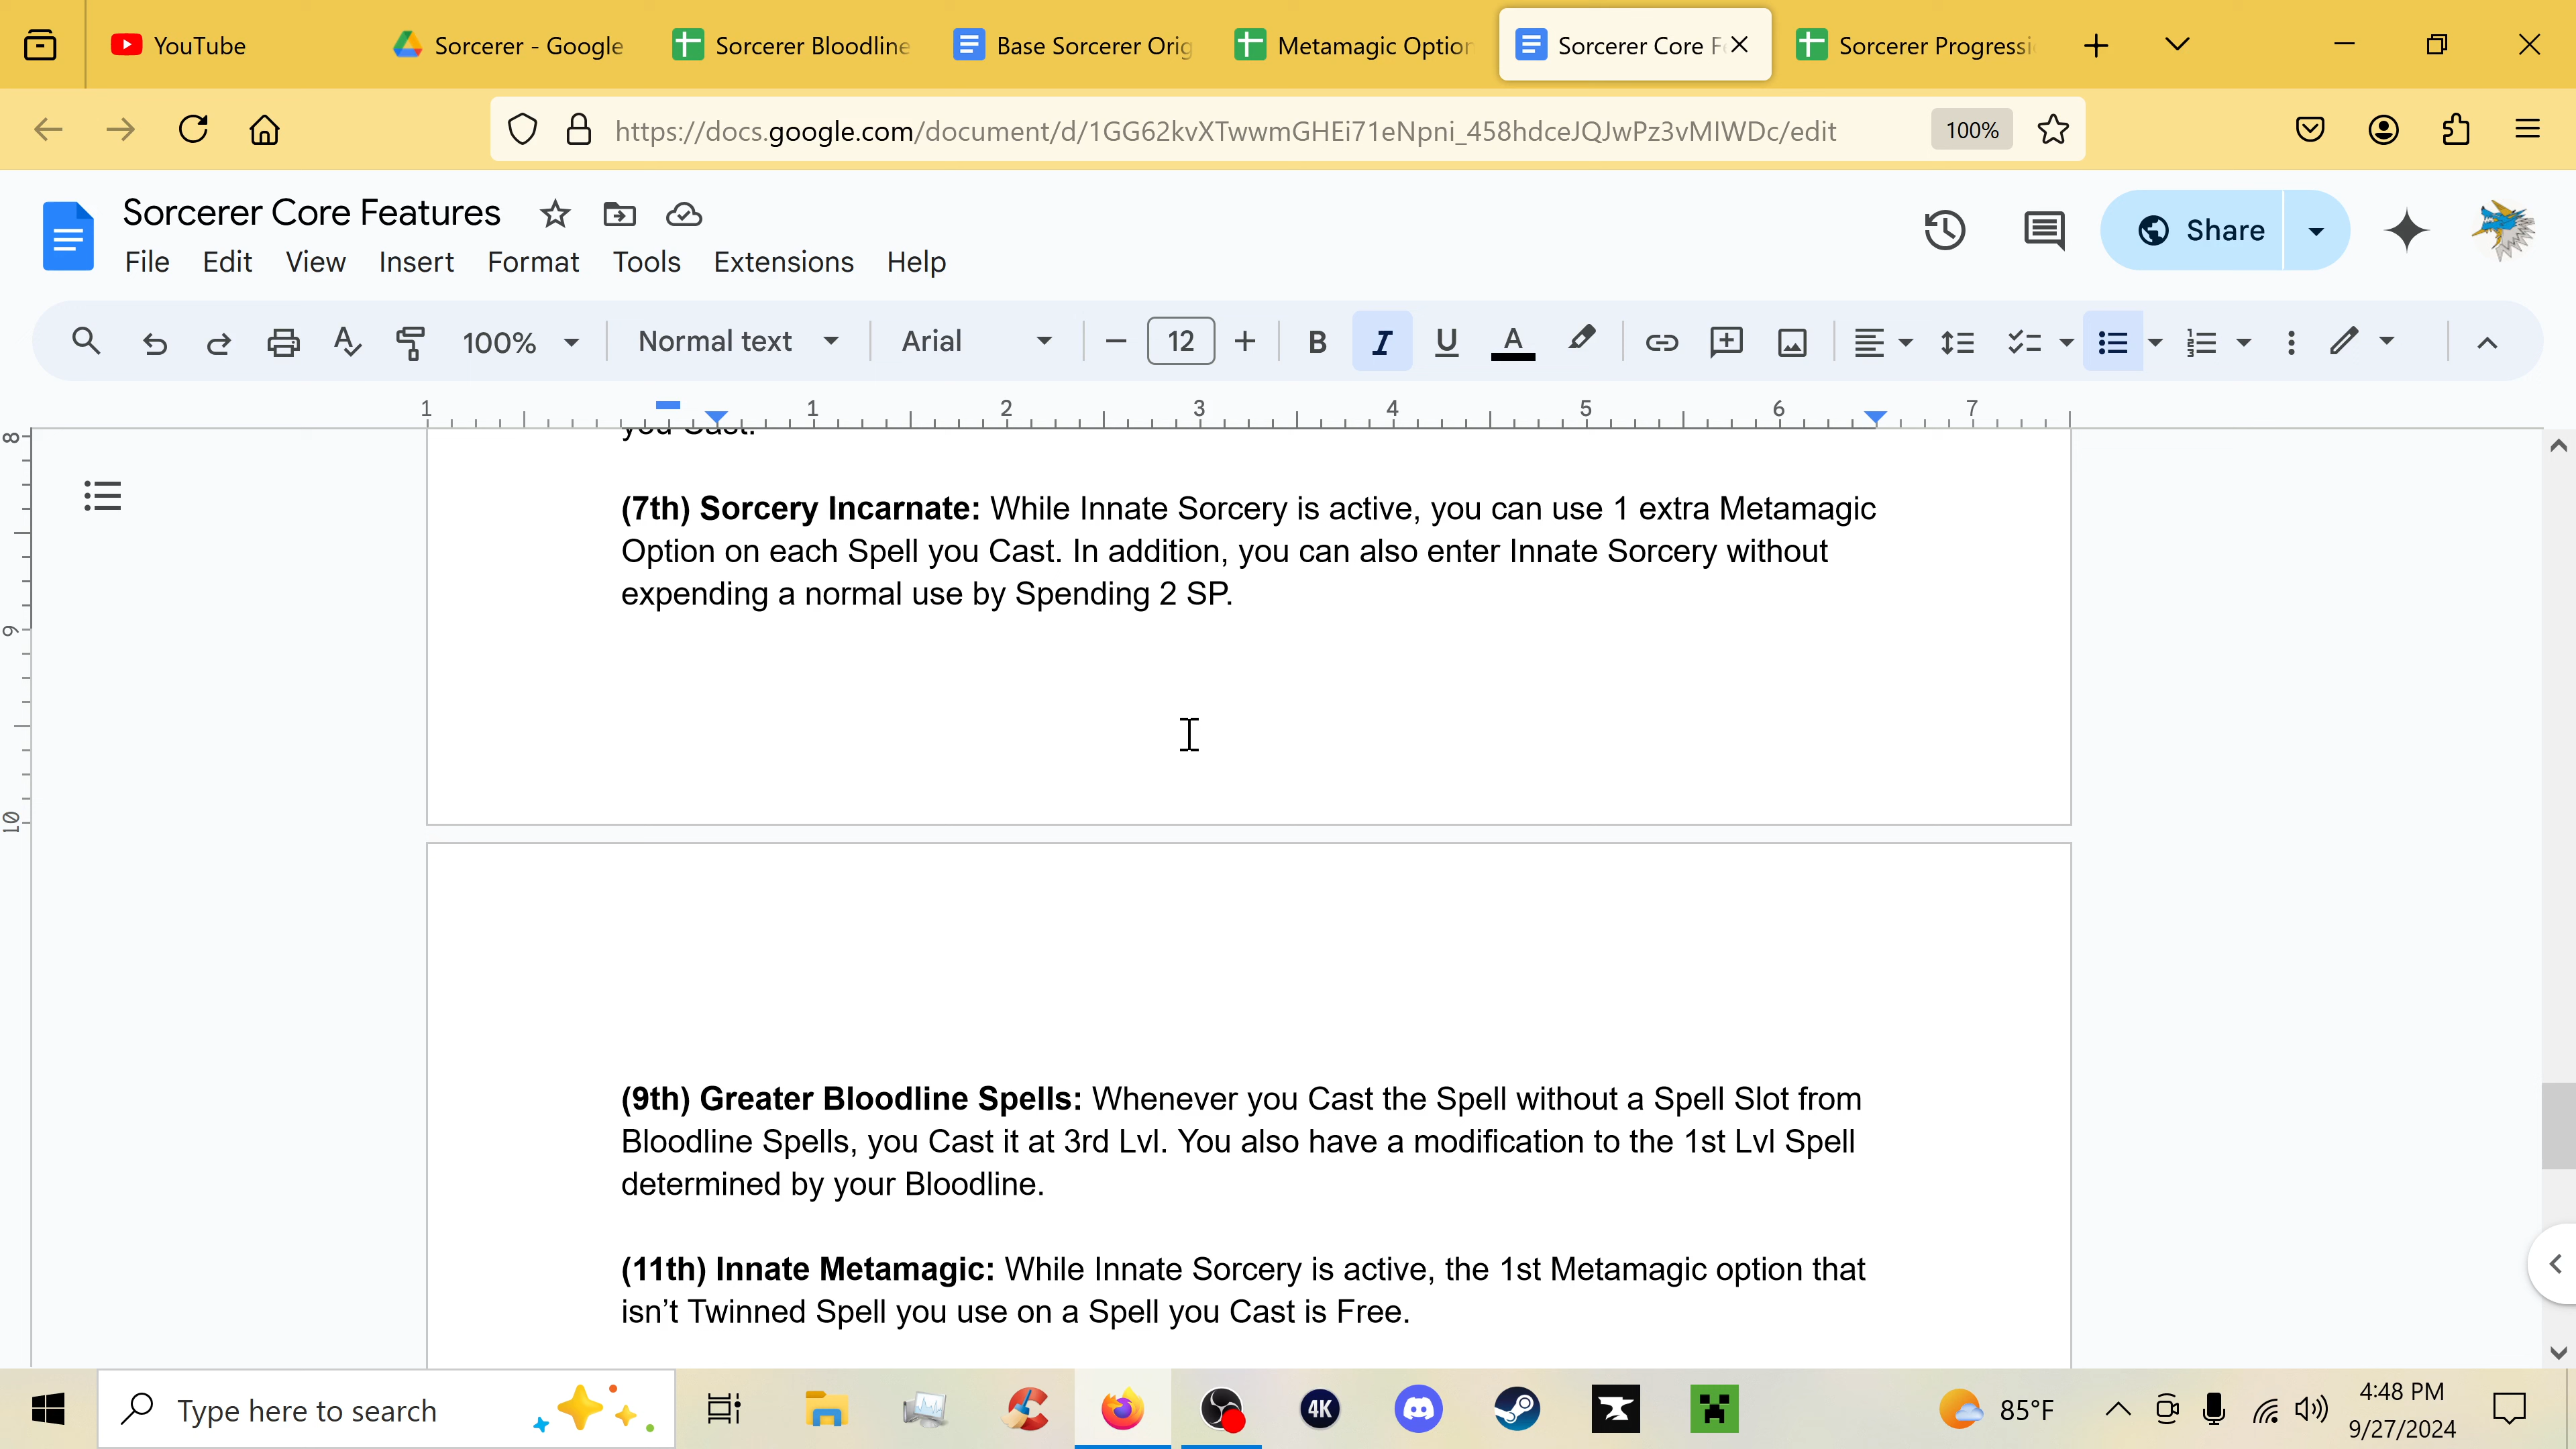 YouTube
Sorcerer - Google
Sorcerer Bloodline
Base Sorcerer Orig
Metamagic Option
Sorcerer Core F
Sorcerer Progressi
https://docs.google.com/document/d/1GG62kvXTwwmGHEi71eNpni_458hdceJQJwPz3vMIWDc/edit
100%
Sorcerer Core Features
File Edit View Insert Format Tools Extensions Help
Share
100%
Normal text
Arial
12
1 1 2 3 4 5 6 7
8
9
10
you Cast.
(7th) Sorcery Incarnate: While Innate Sorcery is active, you can use 1 extra Metamagic
Option on each Spell you Cast. In addition, you can also enter Innate Sorcery without
expending a normal use by Spending 2 SP.
(9th) Greater Bloodline Spells: Whenever you Cast the Spell without a Spell Slot from
Bloodline Spells, you Cast it at 3rd Lvl. You also have a modification to the 1st Lvl Spell
determined by your Bloodline.
(11th) Innate Metamagic: While Innate Sorcery is active, the 1st Metamagic option that
isn’t Twinned Spell you use on a Spell you Cast is Free.
Type here to search
4K
85°F
4:48 PM
9/27/2024